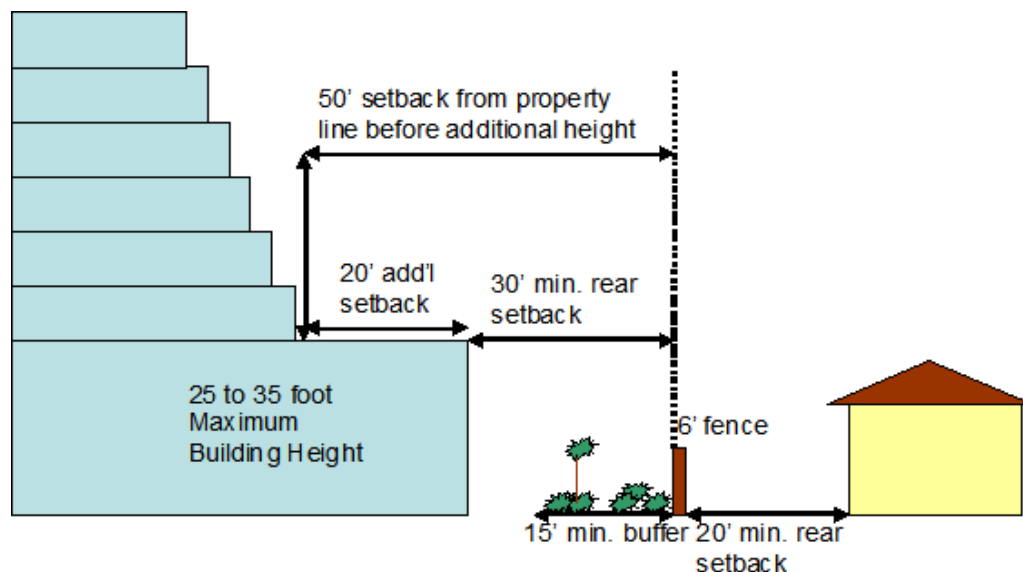 50’ setback from property
line before additional height
20’ add’l
setback
30’ min. rear
setback
25 to 35 foot
Maximum
Building Height
6’ fence
15’ min. buffer
20’ min. rear
setback